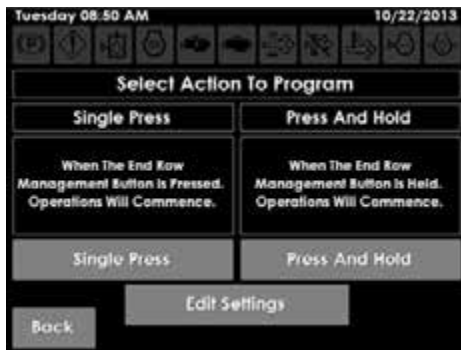 Tuesday 08:50 AM 10/22/2013
Select Action To Program
Single Press Press And Hold
When The End Row When The End Row
Management Button Is Pressed. Management Button Is Held.
Operations Will Commence. Operations Will Commence.
Single Press Press And Hold
Edit Settings
Back